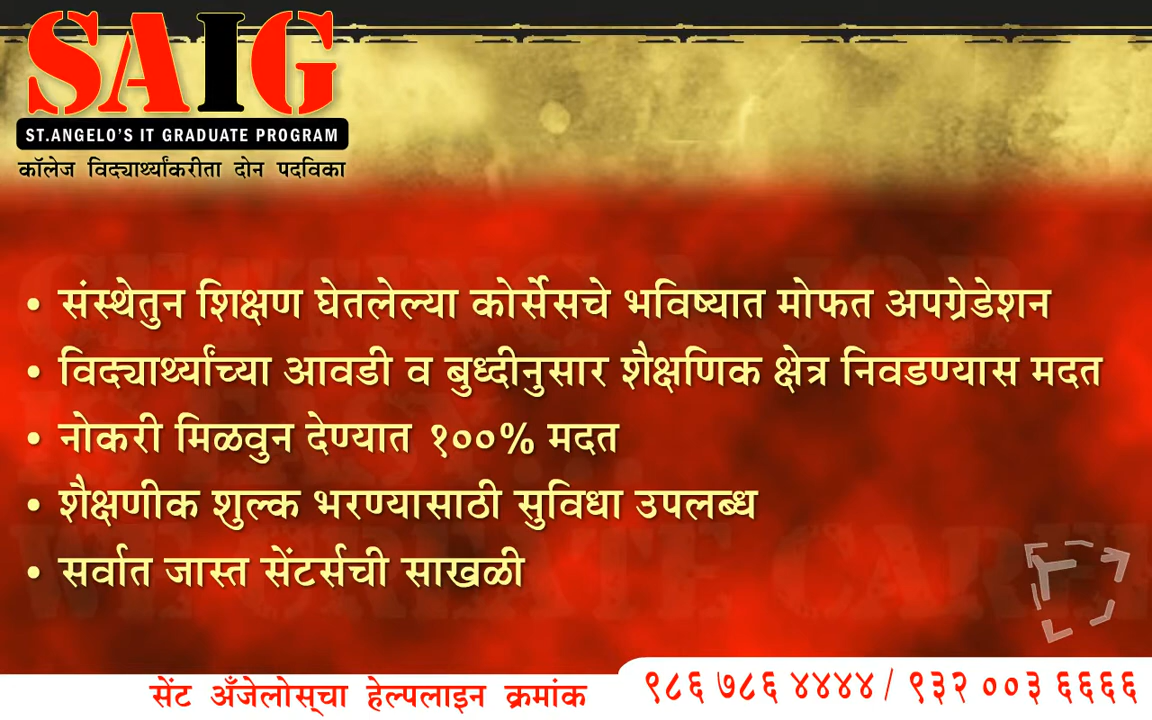 SAIG
ST.ANGELO'S IT GRADUATE PROGRAM
कॉलेज विद्यार्थ्यांकरीता दोन पदविका
• संस्थेतुन शिक्षण घेतलेल्या कोर्सेसचे भविष्यात मोफत अपग्रेडेशन
• विद्यार्थ्यांच्या आवडी व बुध्दीनुसार शैक्षणिक क्षेत्र निवडण्यास मदत
• नोकरी मिळवुन देण्यात १००% मदत
• शैक्षणीक शुल्क भरण्यासाठी सुविधा उपलब्ध
• सर्वात जास्त सेंटर्सची साखळी
सेंट अँजेलोस्‌चा हेल्पलाइन क्रमांक
९८६ ७८६ ४४४४ / ९३२ ००३ ६६६६